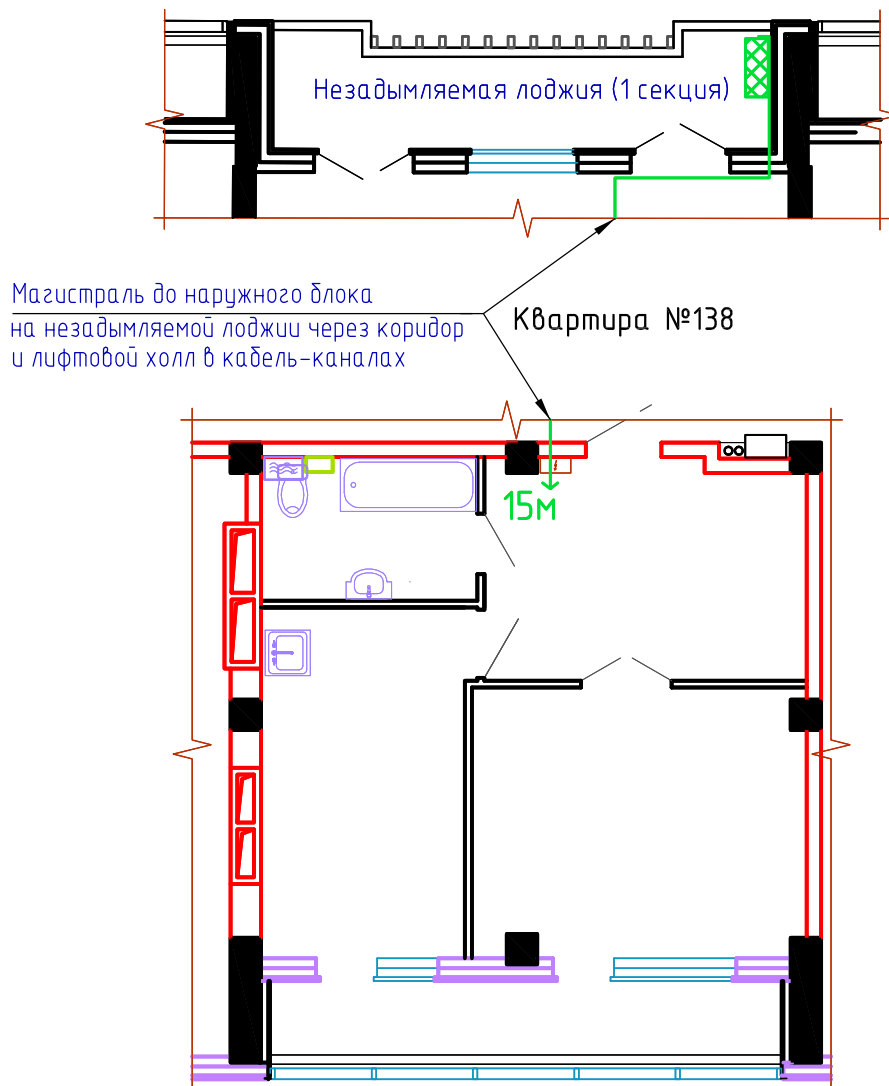 Незадымляемая лоджия (1 секция)
Магистраль до наружного блока
на незадымляемой лоджии через коридор
и лифтовой холл в кабель-каналах
Квартира №138
15м